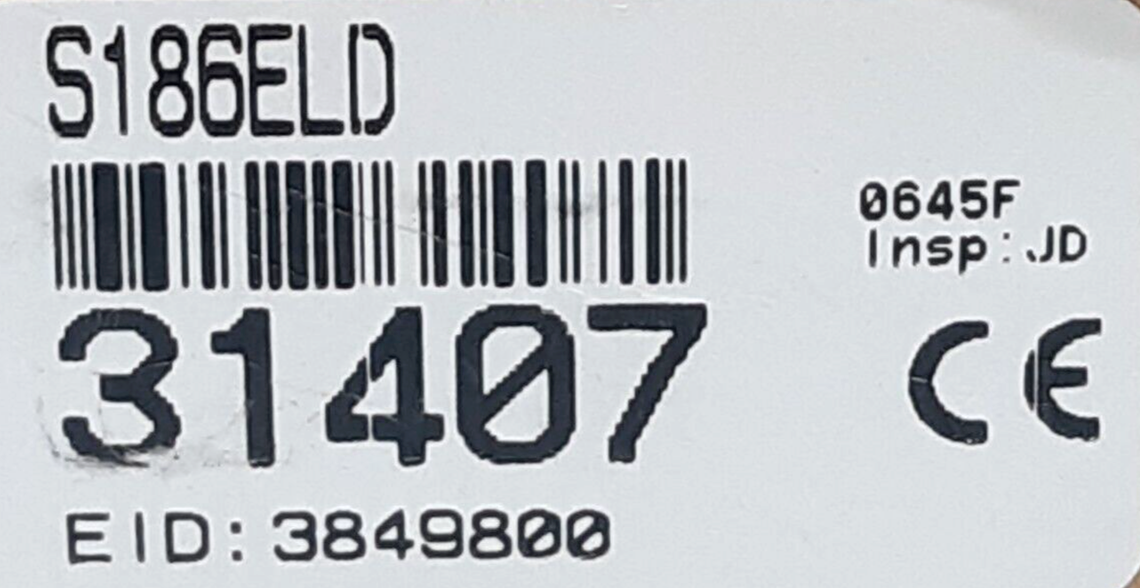 S186ELD
0645F
Insp:JD
31407
CE
EID:3849800